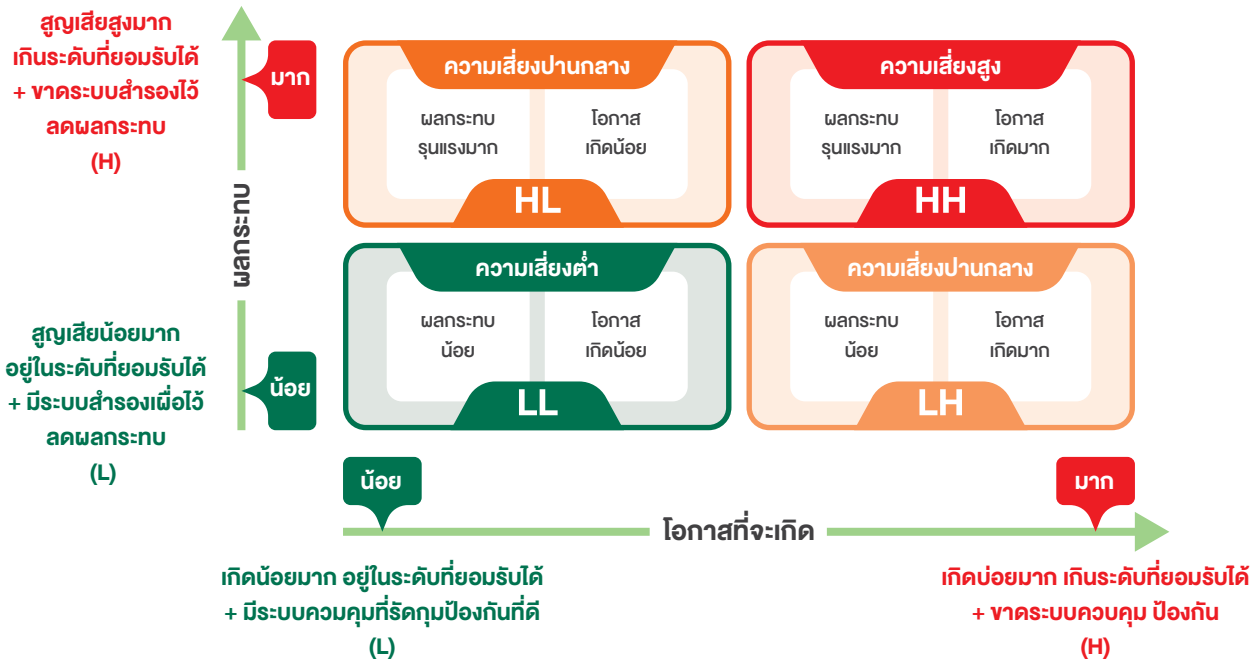 สูญเสียสูงมาก
เกินระดับที่ยอมรับได้
+ ขาดระบบสำรองไว้
ลดผลกระทบ
(H)
มาก
ผลกระทบ
สูญเสียน้อยมาก
อยู่ในระดับที่ยอมรับได้
+ มีระบบสำรองเผื่อไว้
ลดผลกระทบ
(L)
น้อย
ความเสี่ยงปานกลาง
ผลกระทบ
รุนแรงมาก
โอกาส
เกิดน้อย
HL
ความเสี่ยงสูง
ผลกระทบ
รุนแรงมาก
โอกาส
เกิดมาก
HH
ความเสี่ยงต่ำ
ผลกระทบ
น้อย
โอกาส
เกิดน้อย
LL
ความเสี่ยงปานกลาง
ผลกระทบ
น้อย
โอกาส
เกิดมาก
LH
น้อย
มาก
โอกาสที่จะเกิด
เกิดน้อยมาก อยู่ในระดับที่ยอมรับได้
+ มีระบบควมคุมที่รัดกุมป้องกันที่ดี
(L)
เกิดบ่อยมาก เกินระดับที่ยอมรับได้
+ ขาดระบบควบคุม ป้องกัน
(H)